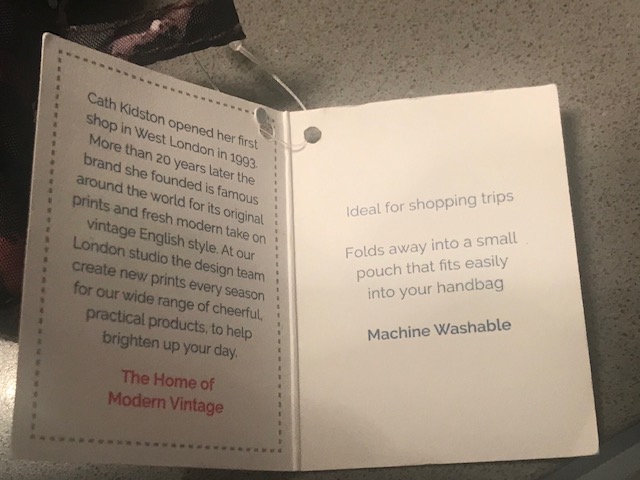 Cath Kidston opened her first
shop in West London in 1993.
More than 20 years later the
brand she founded is famous
around the world for its original
prints and fresh modern take on
vintage English style. At our
London studio the design team
create new prints every season
for our wide range of cheerful,
practical products, to help
brighten up your day.
The Home of
Modern Vintage
Ideal for shopping trips
Folds away into a small
pouch that fits easily
into your handbag
Machine Washable